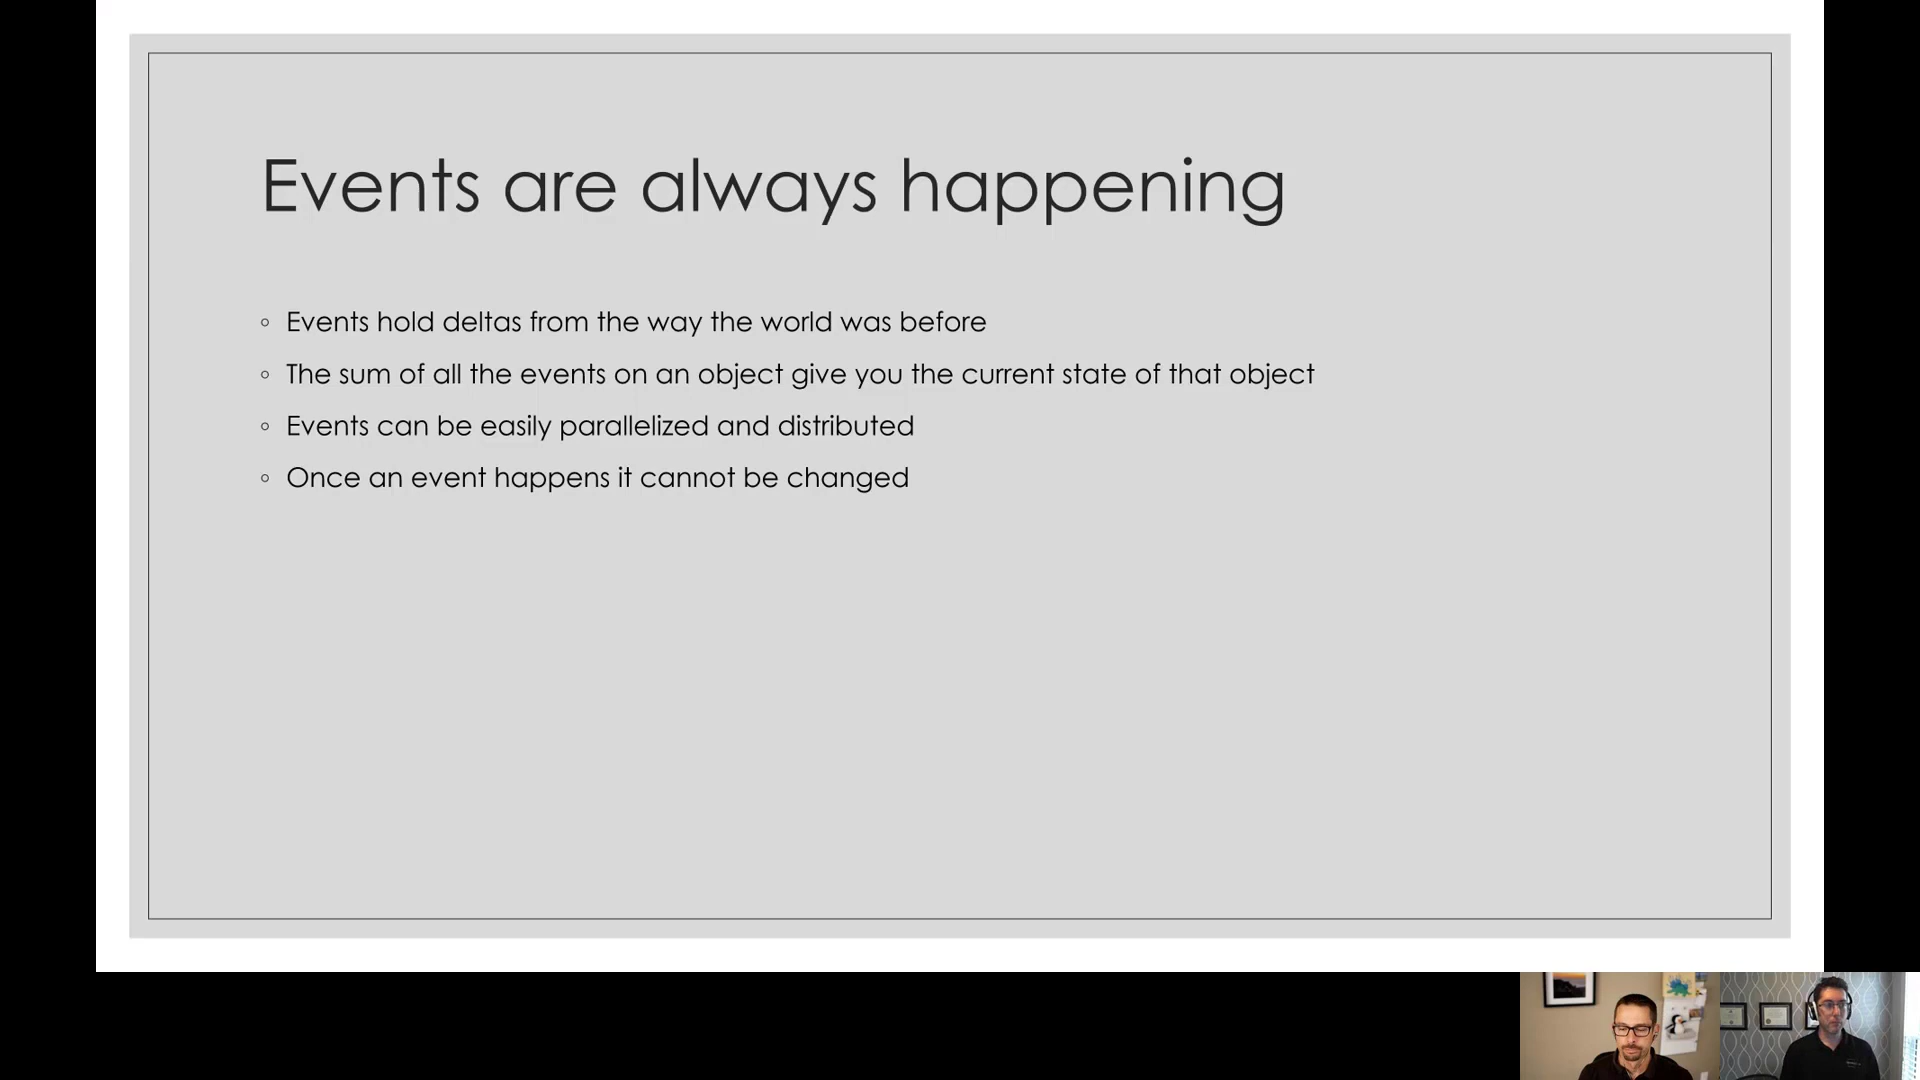 Events are always happening
◦ Events hold deltas from the way the world was before
◦ The sum of all the events on an object give you the current state of that object
◦ Events can be easily parallelized and distributed
◦ Once an event happens it cannot be changed